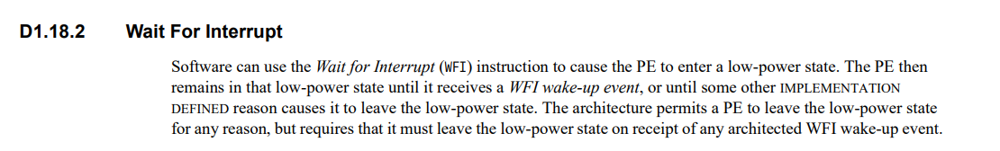 D1.18.2 Wait For Interrupt
Software can use the Wait for Interrupt (WFI) instruction to cause the PE to enter a low-power state. The PE then
remains in that low-power state until it receives a WFI wake-up event, or until some other IMPLEMENTATION
DEFINED reason causes it to leave the low-power state. The architecture permits a PE to leave the low-power state
for any reason, but requires that it must leave the low-power state on receipt of any architected WFI wake-up event.